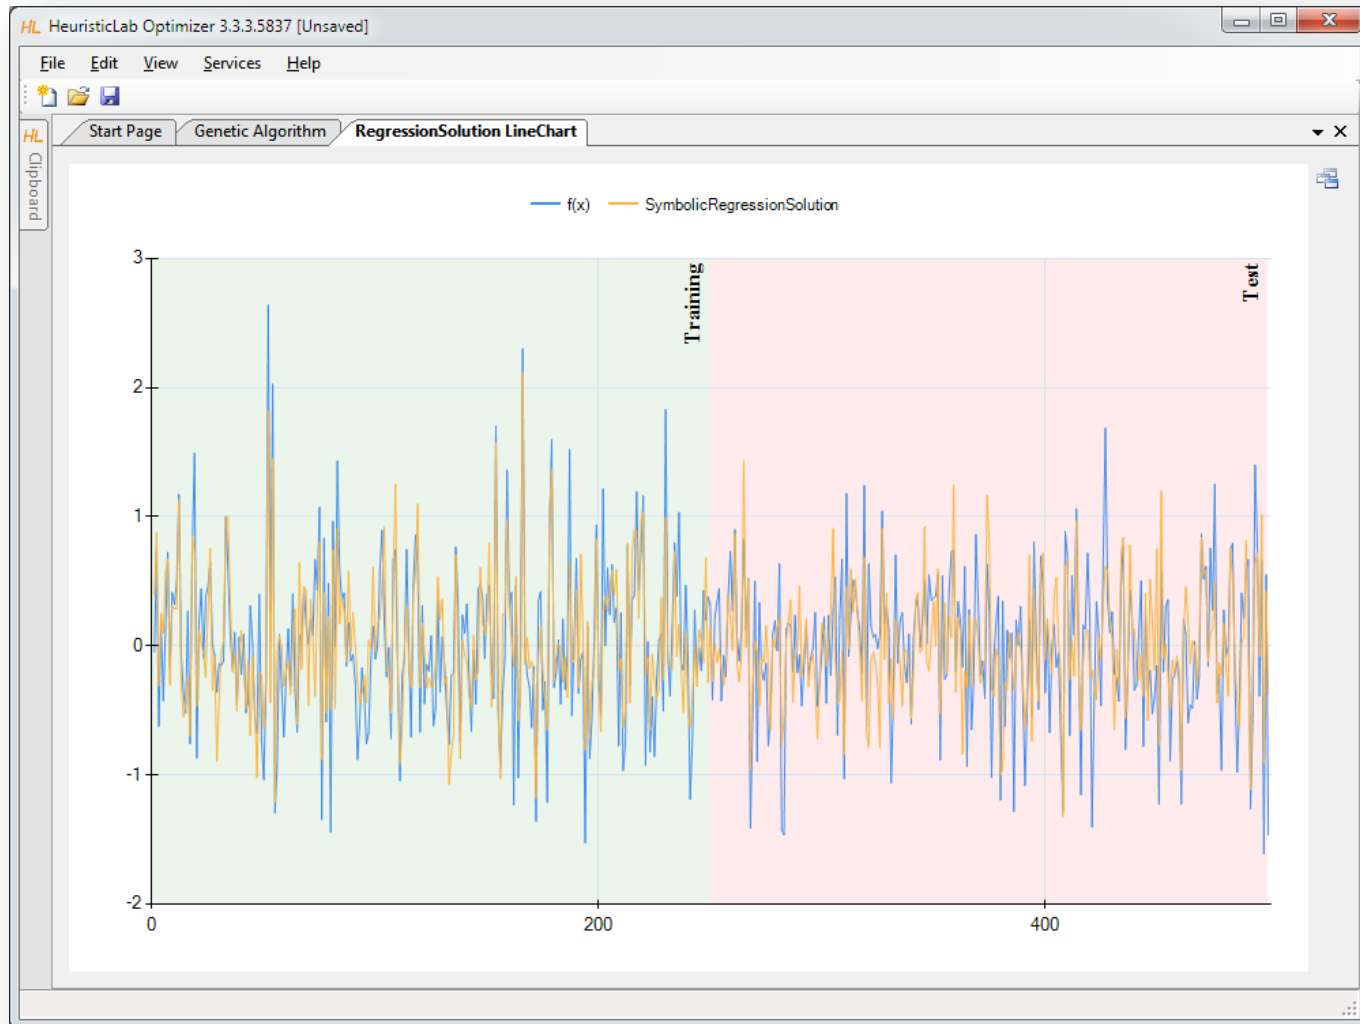 HL HeuristicLab Optimizer 3.3.3.5837 [Unsaved]
File Edit View Services Help
HL Clipboard
Start Page Genetic Algorithm RegressionSolution LineChart
f(x) SymbolicRegressionSolution
3
2
1
0
-1
-2
Training
Test
0 200 400